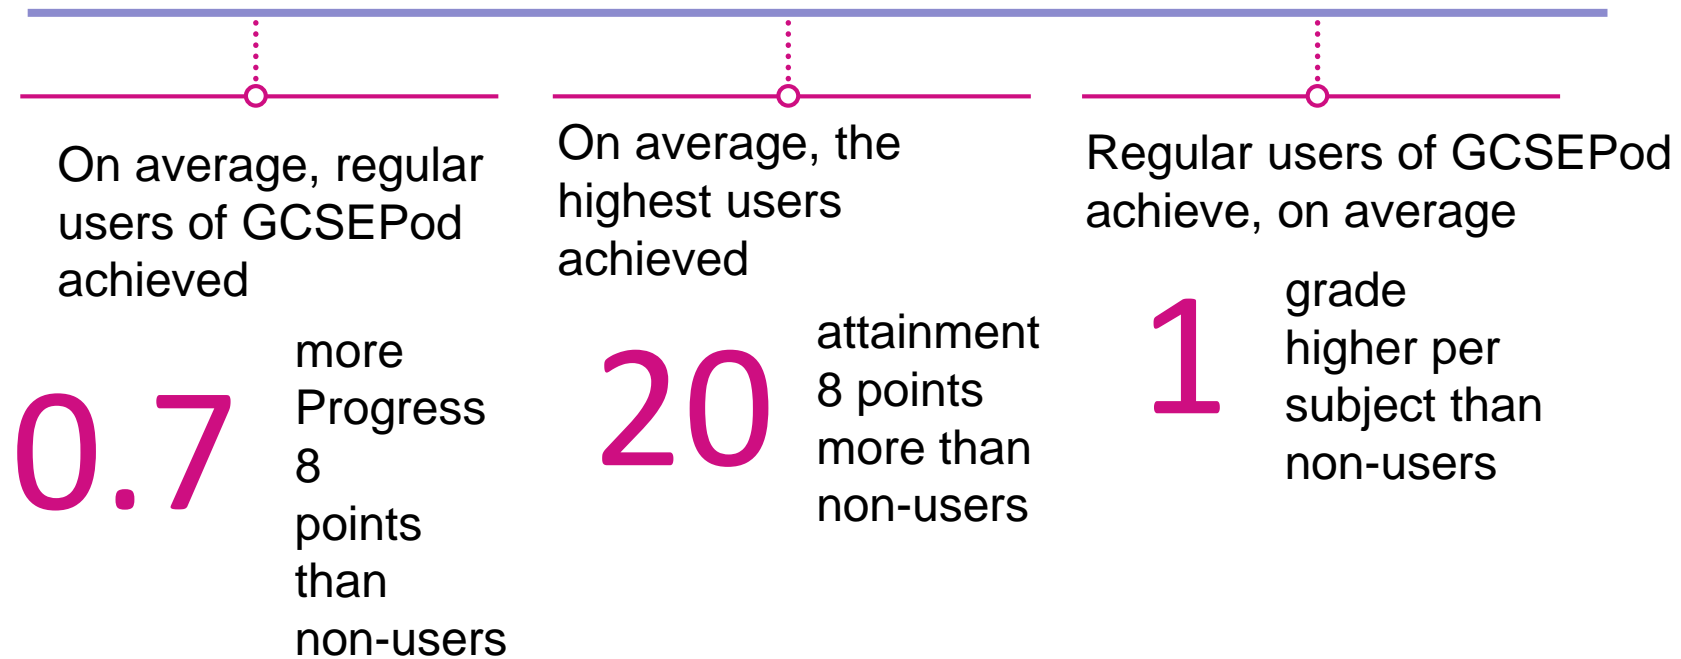 On average, regular
users of GCSEPod
achieved
0.7
more
Progress
8
points
than
non-users
On average, the
highest users
achieved
20
attainment
8 points
more than
non-users
Regular users of GCSEPod
achieve, on average
1
grade
higher per
subject than
non-users